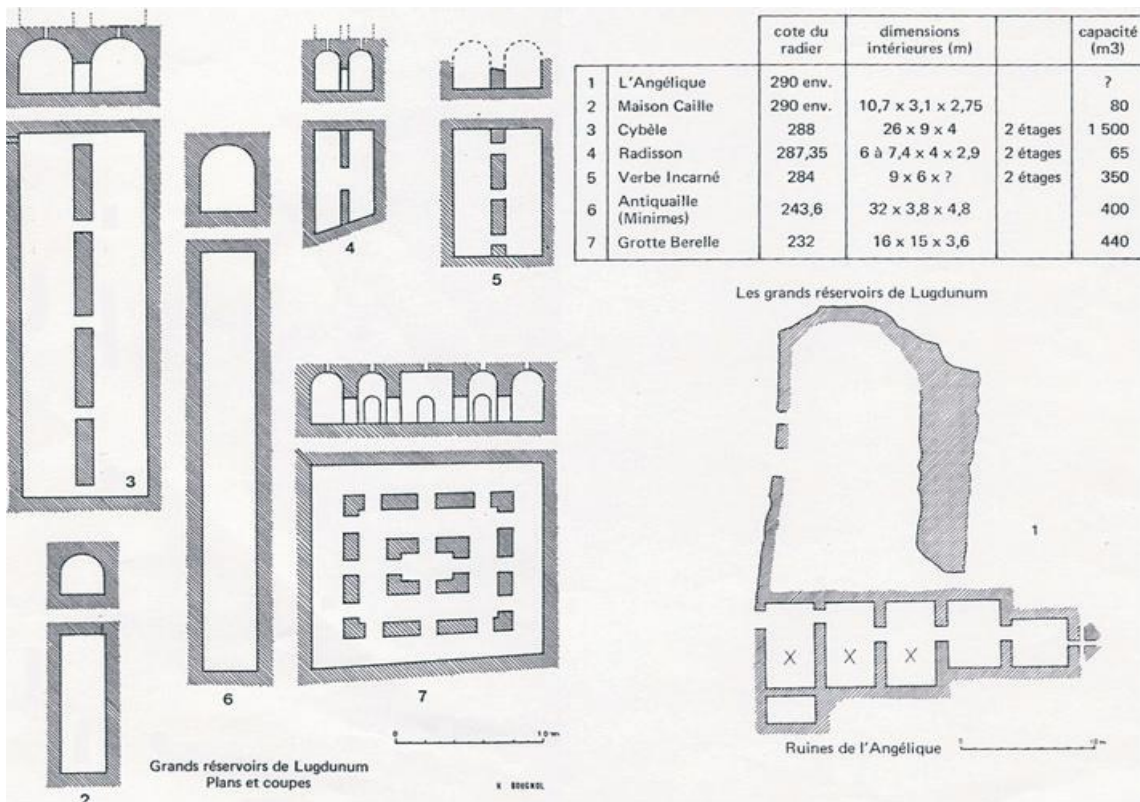 cote du radier | dimensions intérieures (m) | | capacité (m3)
1 | L'Angélique | 290 env. | | | ?
2 | Maison Caille | 290 env. | 10,7 x 3,1 x 2,75 | | 80
3 | Cybèle | 288 | 26 x 9 x 4 | 2 étages | 1 500
4 | Radisson | 287,35 | 6 à 7,4 x 4 x 2,9 | 2 étages | 65
5 | Verbe Incarné | 284 | 9 x 6 x ? | 2 étages | 350
6 | Antiquaille (Minimes) | 243,6 | 32 x 3,8 x 4,8 | | 400
7 | Grotte Berelle | 232 | 16 x 15 x 3,6 | | 440
Les grands réservoirs de Lugdunum
4
5
3
1
6
7
X X X
0 10 m
Ruines de l'Angélique
0
Grands réservoirs de Lugdunum
Plans et coupes
2